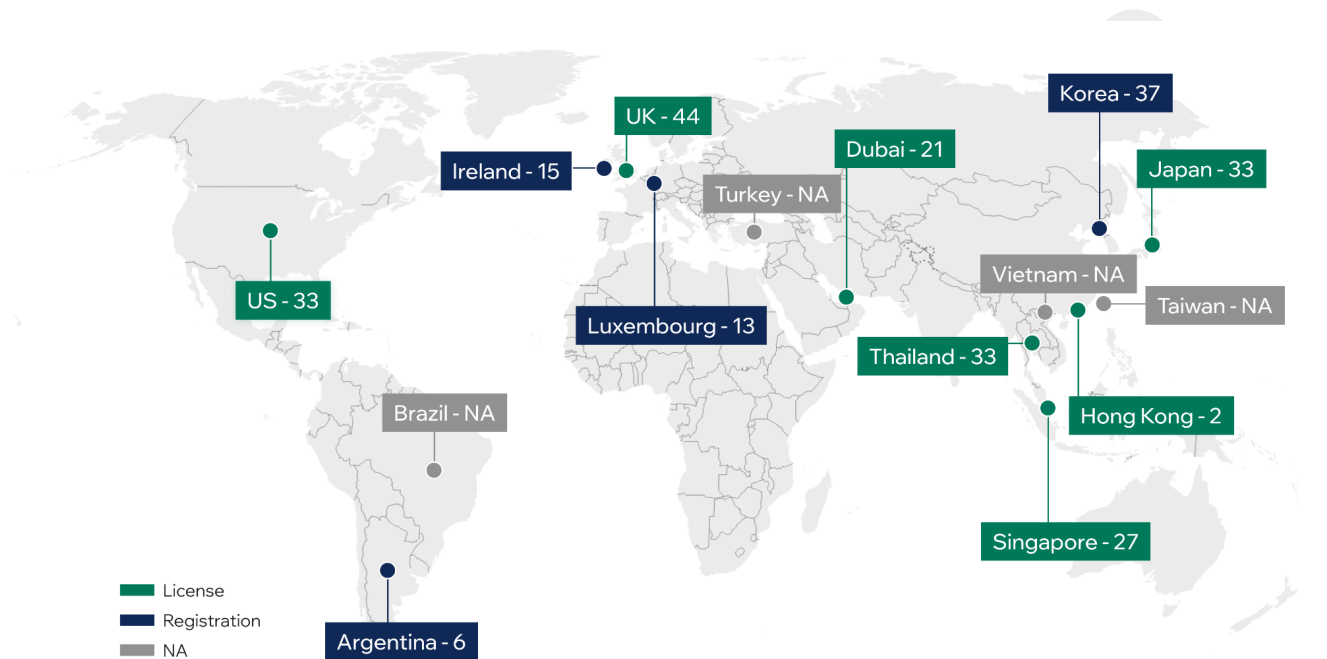 Korea - 37
UK - 44
Dubai - 21
Ireland - 15
Japan - 33
Turkey - NA
Vietnam - NA
US - 33
Taiwan - NA
Luxembourg - 13
Thailand - 33
Brazil - NA
Hong Kong - 2
Singapore - 27
License
Registration
Argentina - 6
NA